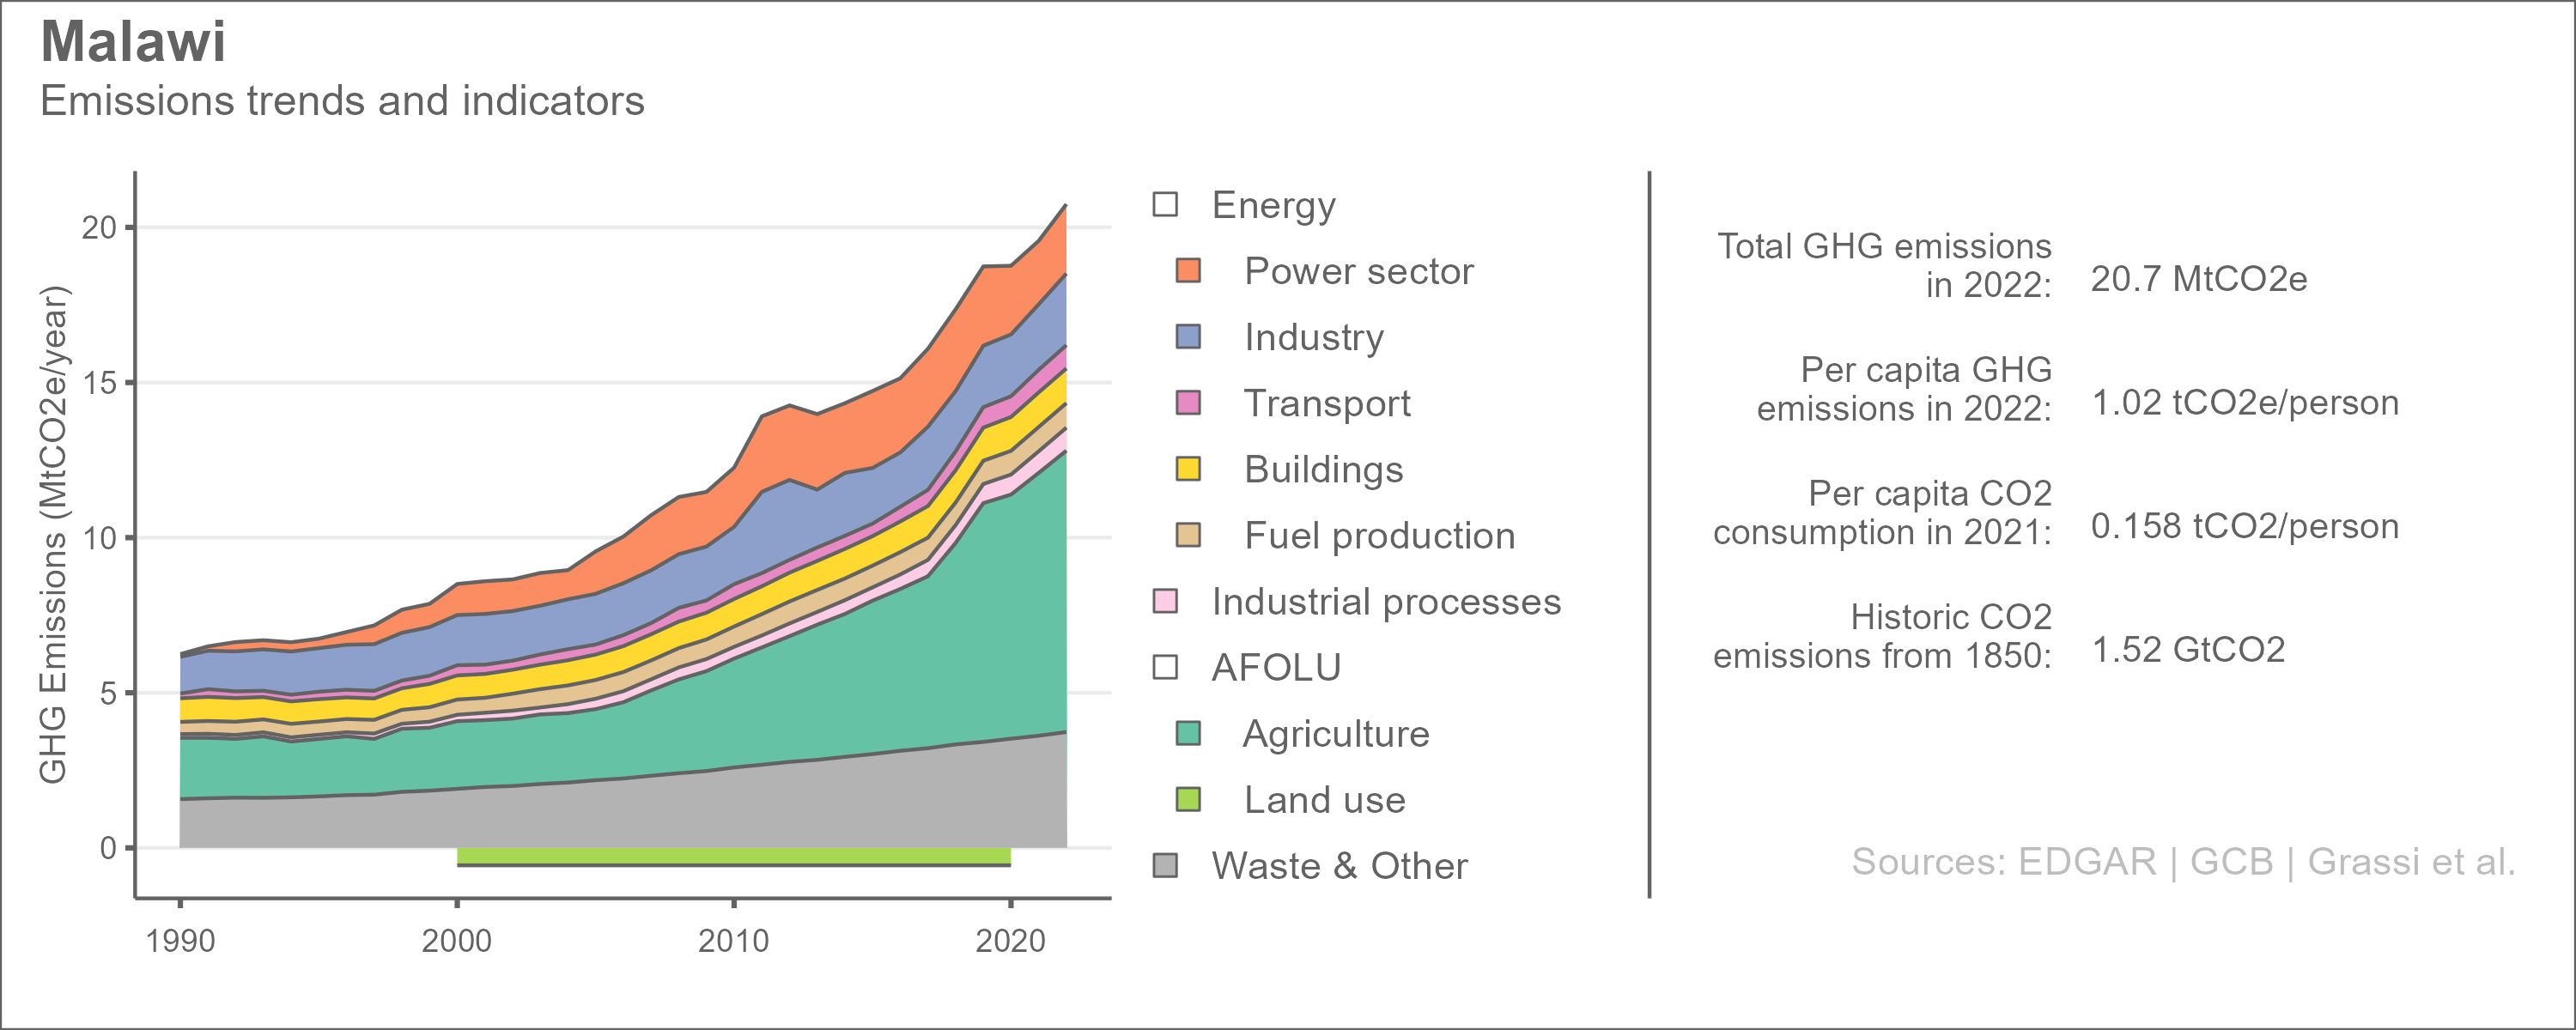 Malawi
Emissions trends and indicators
GHG Emissions (MtCO2e/year)
20
15
10
5
0
1990
2000
2010
2020
Energy
Power sector
Industry
Transport
Buildings
Fuel production
Industrial processes
AFOLU
Agriculture
Land use
Waste & Other
Total GHG emissions
in 2022:
20.7 MtCO2e
Per capita GHG
emissions in 2022:
1.02 tCO2e/person
Per capita CO2
consumption in 2021:
0.158 tCO2/person
Historic CO2
emissions from 1850:
1.52 GtCO2
Sources: EDGAR | GCB | Grassi et al.